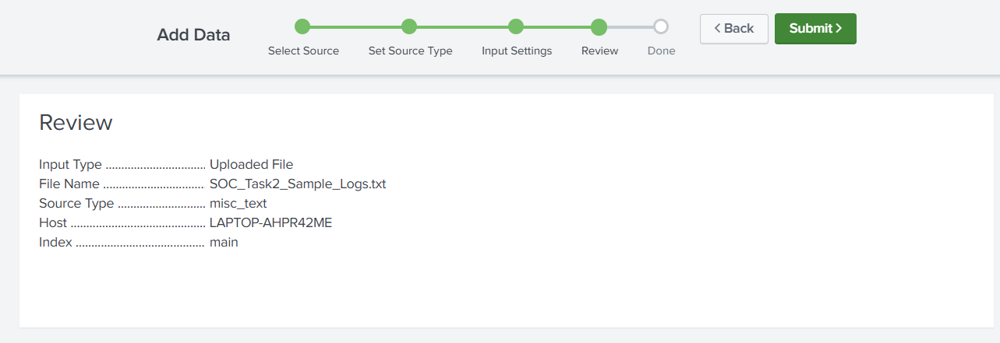 Add Data
Select Source
Set Source Type
Input Settings
Review
Done
< Back
Submit >
Review
Input Type ................................ Uploaded File
File Name ................................. SOC_Task2_Sample_Logs.txt
Source Type ............................ misc_text
Host ........................................... LAPTOP-AHPR42ME
Index ......................................... main